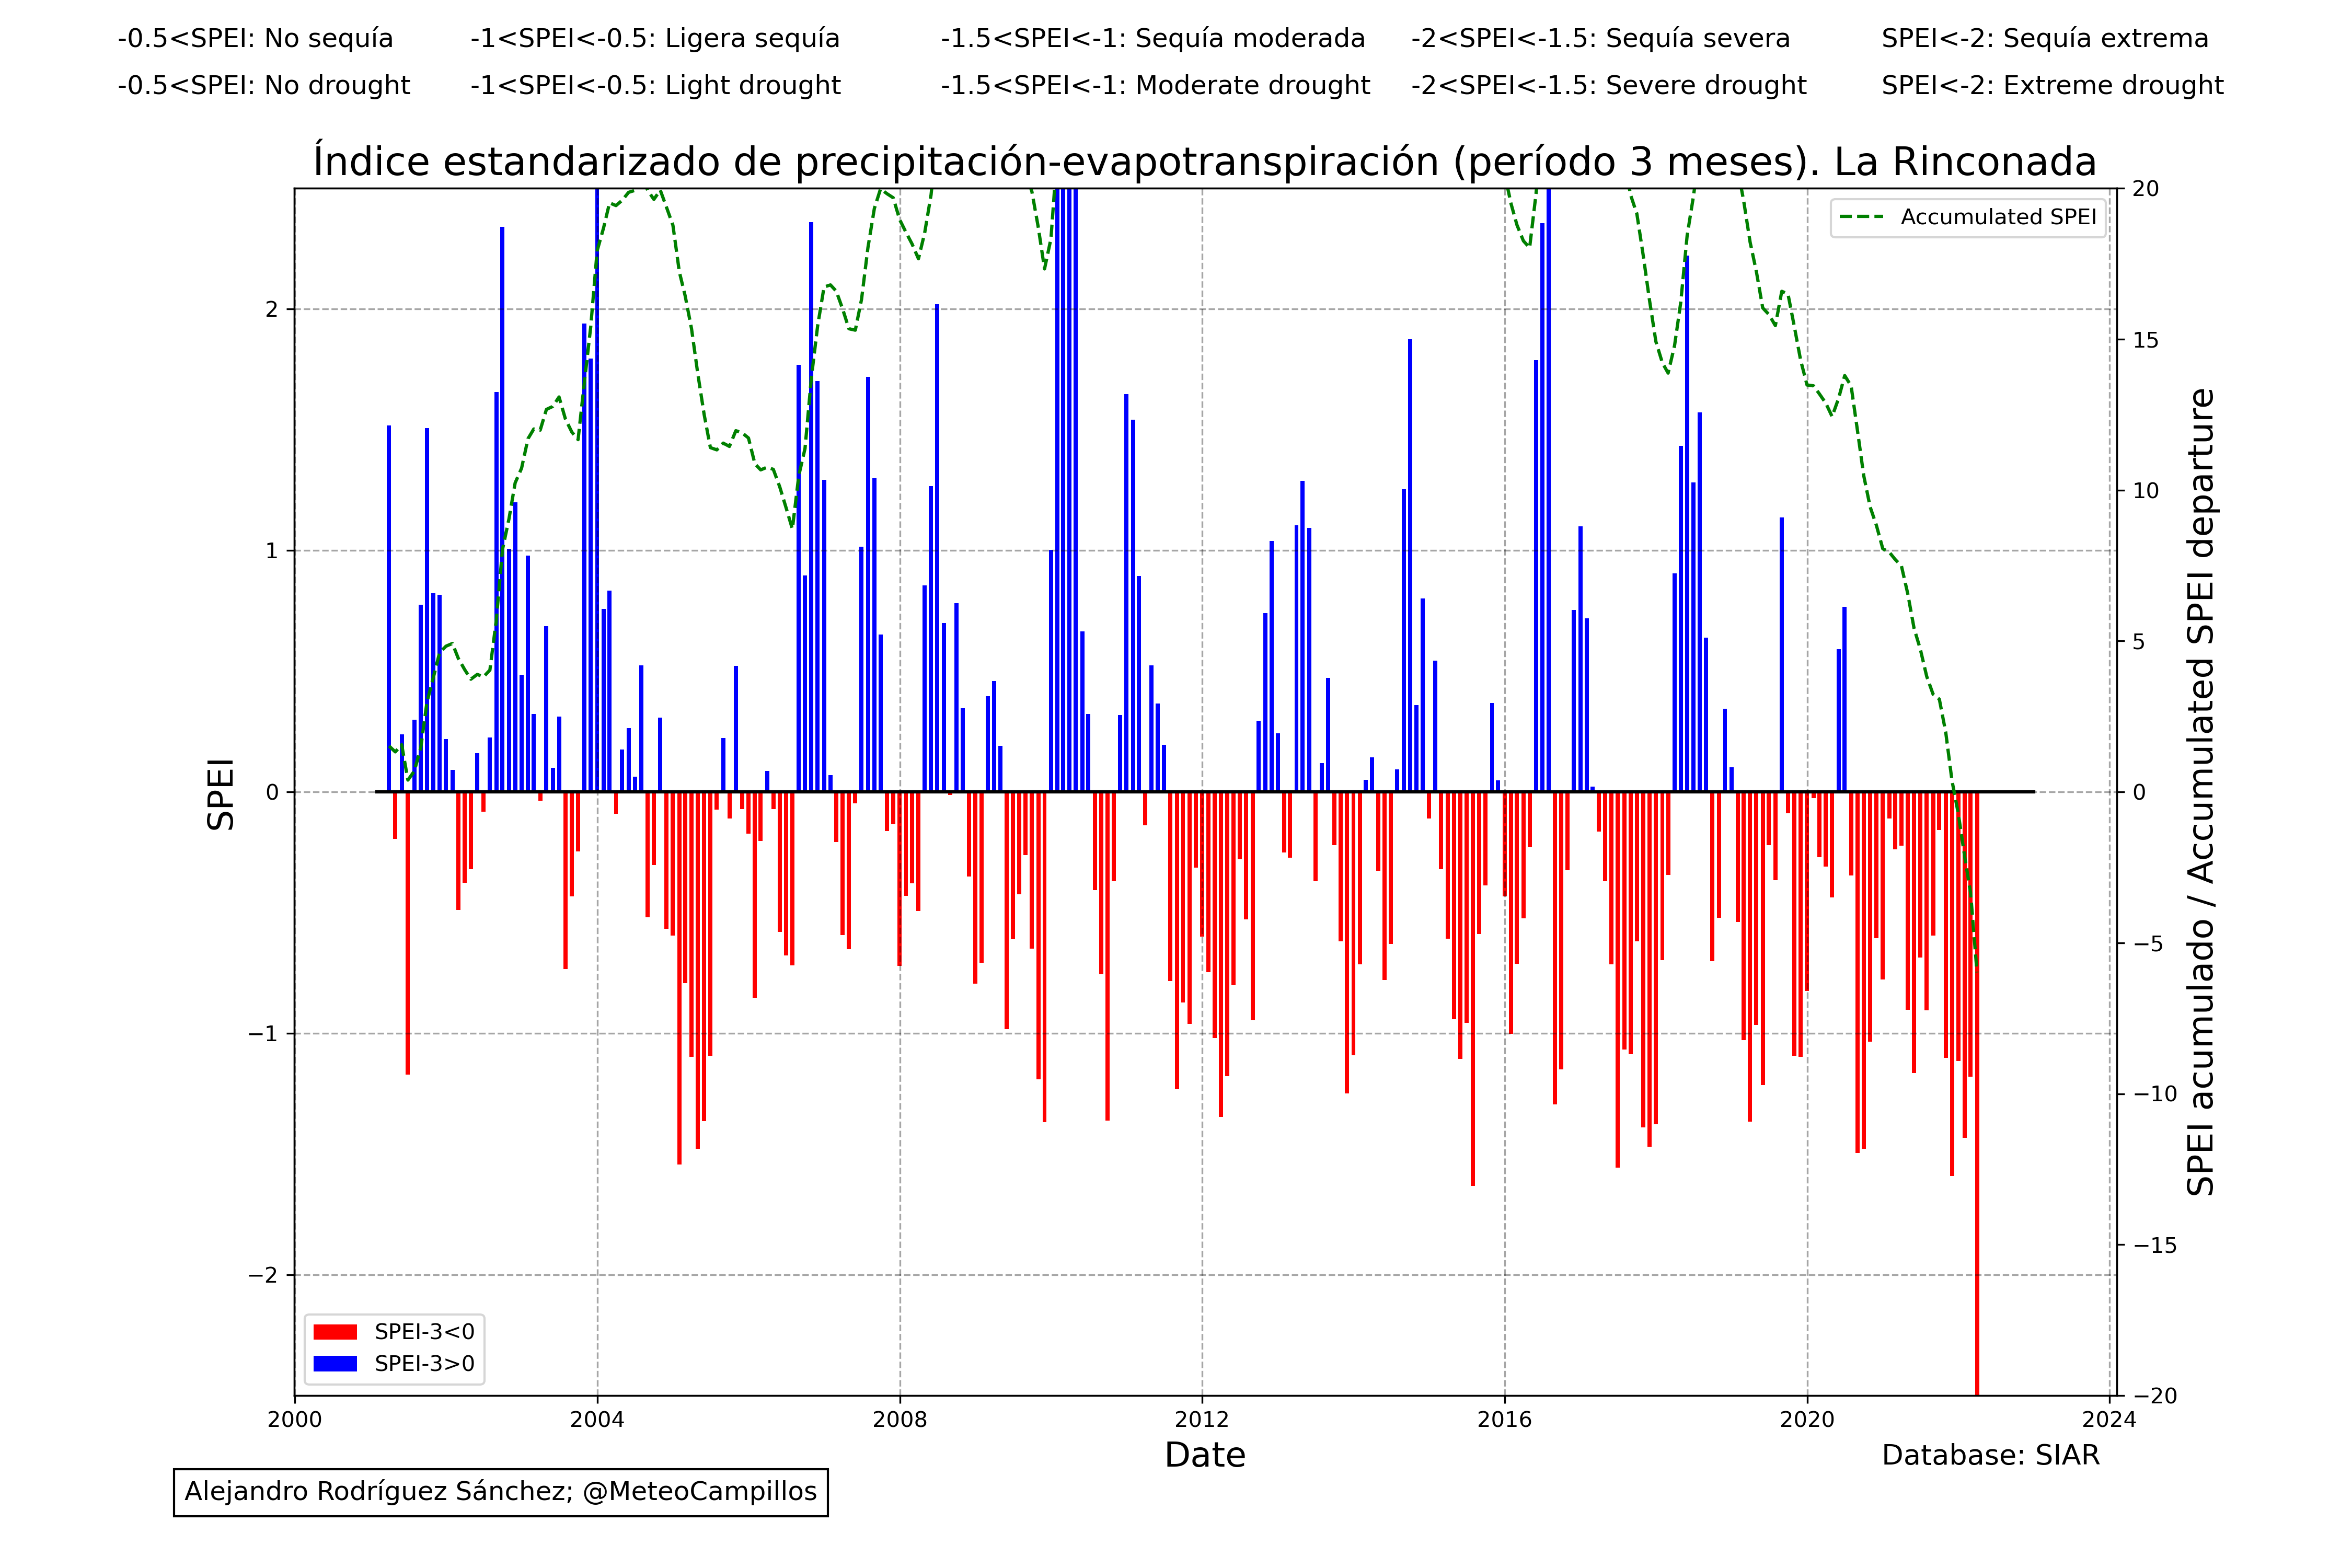 -0.5<SPEI: No sequía -1<SPEI<-0.5: Ligera sequía -1.5<SPEI<-1: Sequía moderada -2<SPEI<-1.5: Sequía severa SPEI<-2: Sequía extrema
-0.5<SPEI: No drought -1<SPEI<-0.5: Light drought -1.5<SPEI<-1: Moderate drought -2<SPEI<-1.5: Severe drought SPEI<-2: Extreme drought
Índice estandarizado de precipitación-evapotranspiración (período 3 meses). La Rinconada
Accumulated SPEI
SPEI
2
1
0
−1
−2
20
15
10
5
0
−5
−10
−15
−20
SPEI acumulado / Accumulated SPEI departure
SPEI-3<0
SPEI-3>0
2000 2004 2008 2012 2016 2020 2024
Date
Database: SIAR
Alejandro Rodríguez Sánchez; @MeteoCampillos